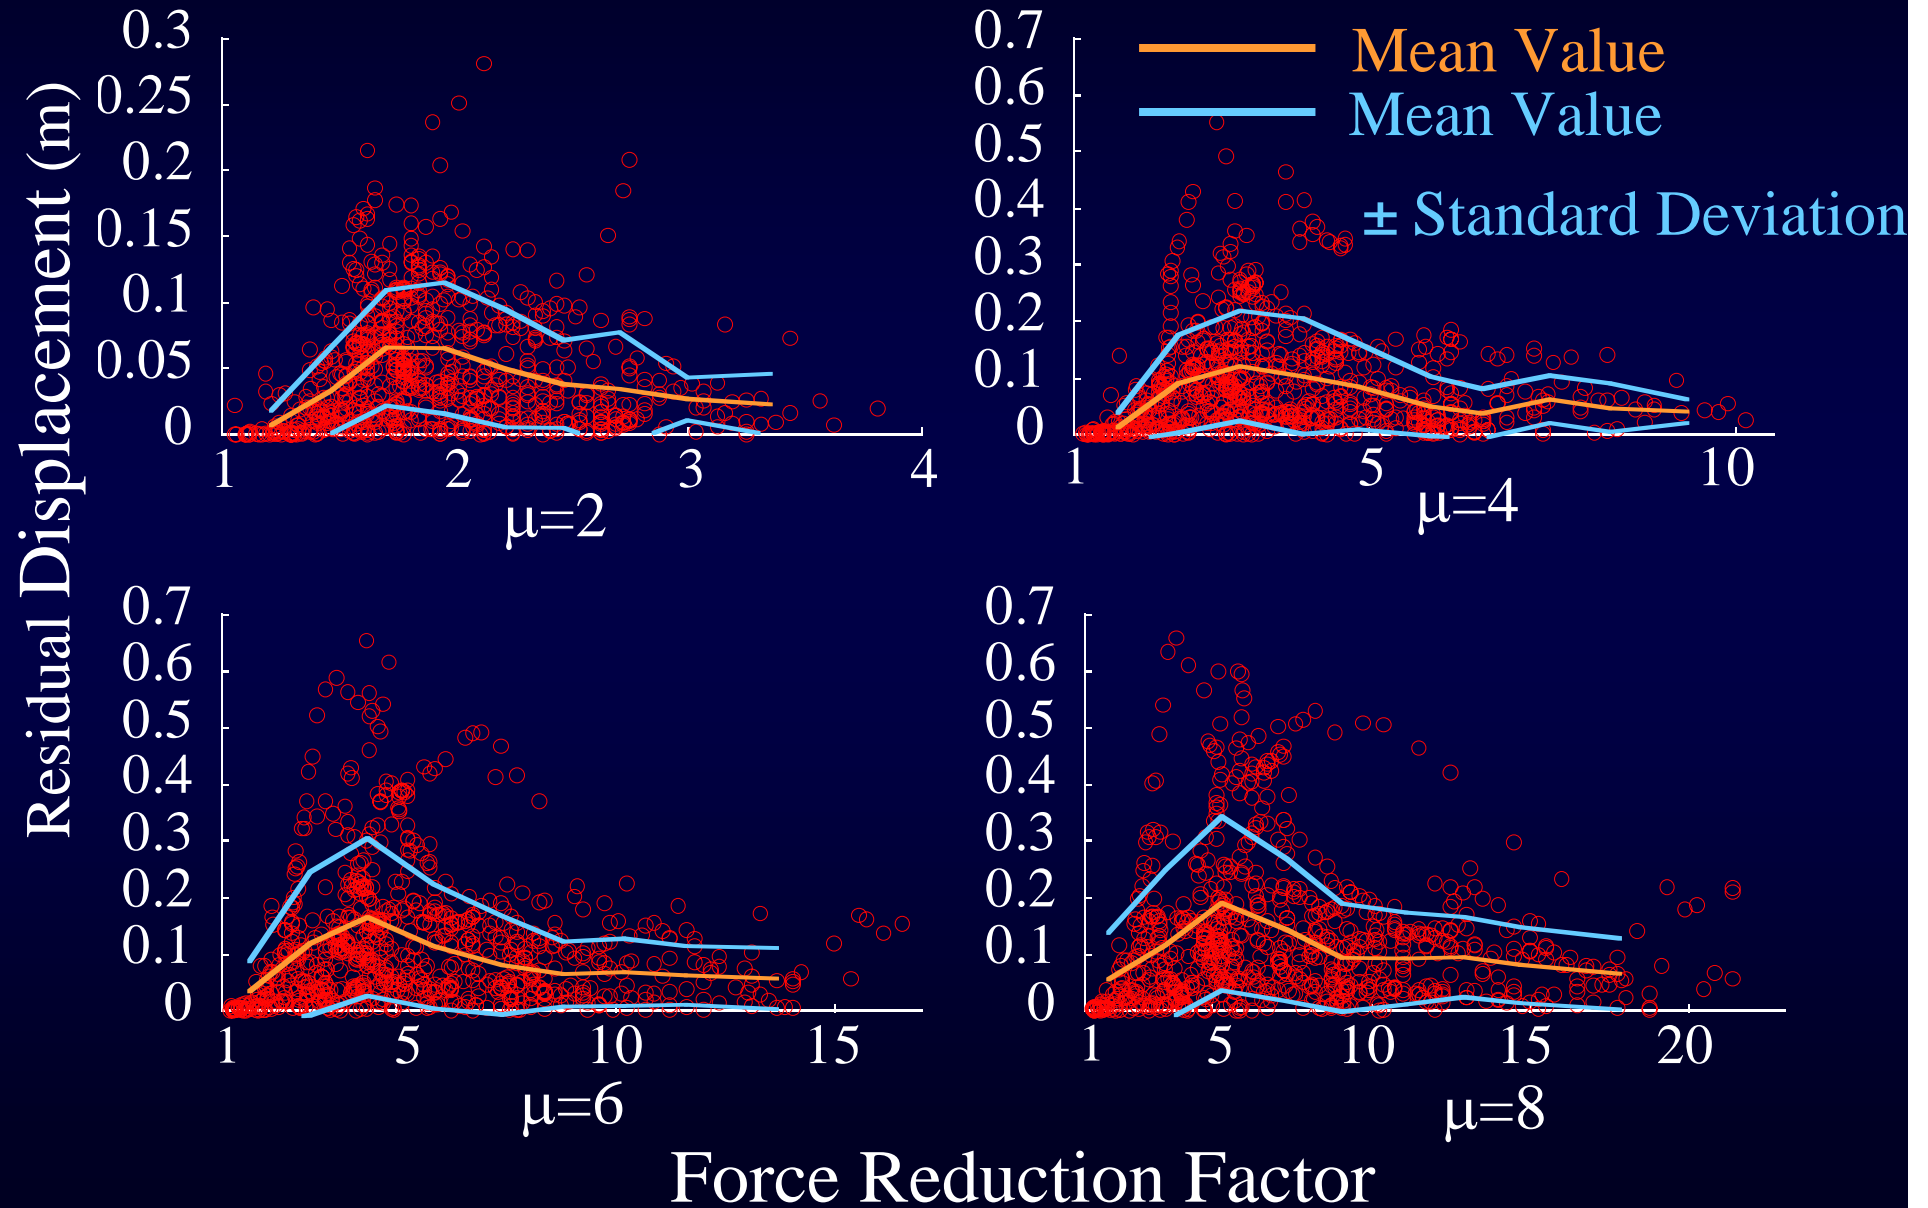 Residual Displacement (m)
0.3
0.25
0.2
0.15
0.1
0.05
0
1 2 3 4
μ=2
0.7
0.6
0.5
0.4
0.3
0.2
0.1
0
1 5 10
μ=4
Mean Value
Mean Value
± Standard Deviation
0.7
0.6
0.5
0.4
0.3
0.2
0.1
0
1 5 10 15
μ=6
0.7
0.6
0.5
0.4
0.3
0.2
0.1
0
1 5 10 15 20
μ=8
Force Reduction Factor